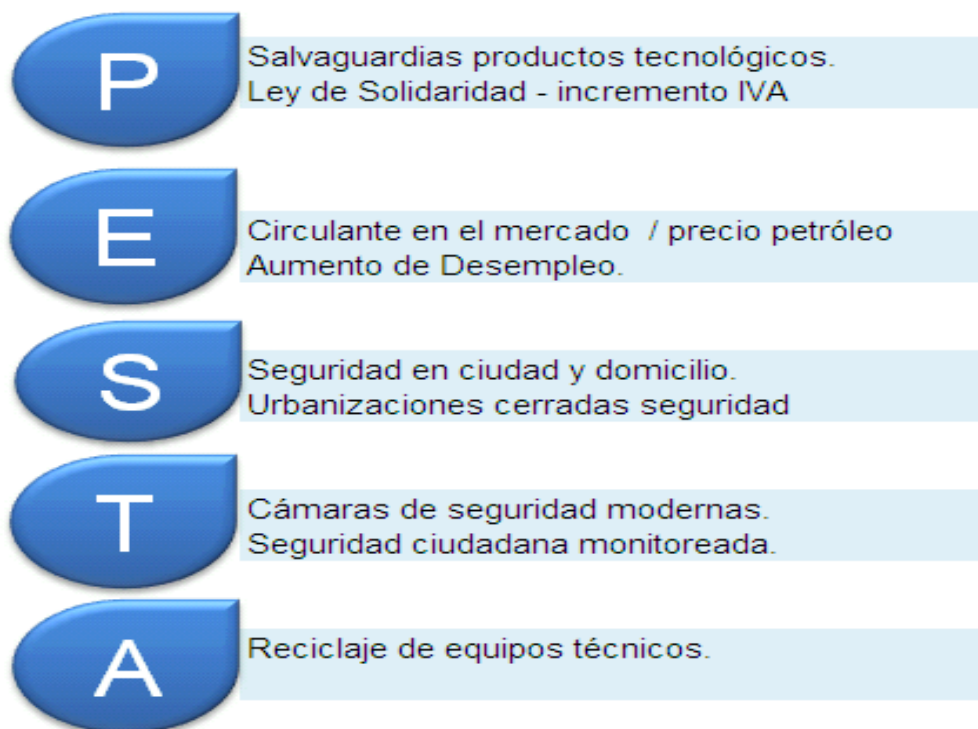 P
Salvaguardias productos tecnológicos.
Ley de Solidaridad - incremento IVA
E
Circulante en el mercado / precio petróleo
Aumento de Desempleo.
S
Seguridad en ciudad y domicilio.
Urbanizaciones cerradas seguridad
T
Cámaras de seguridad modernas.
Seguridad ciudadana monitoreada.
A
Reciclaje de equipos técnicos.